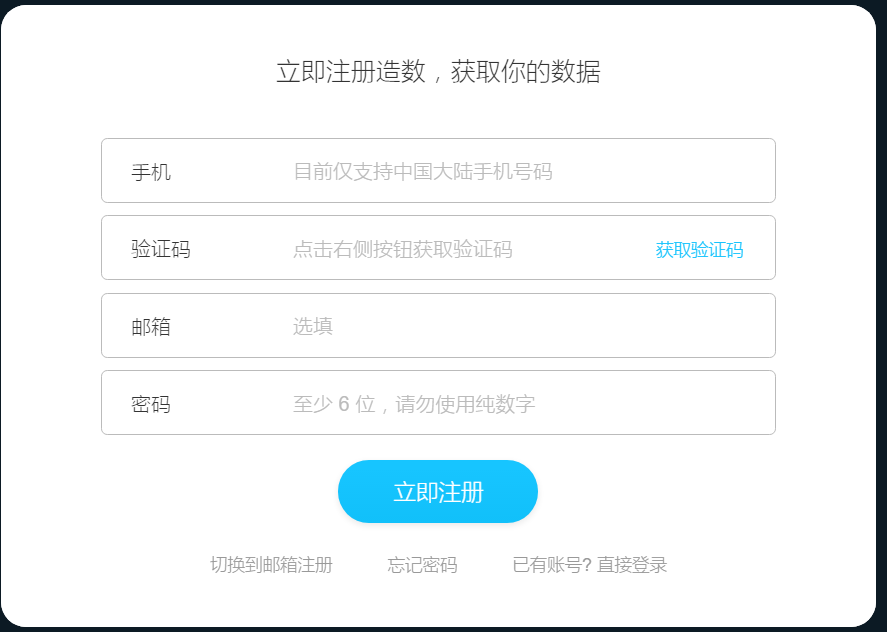 立即注册造数，获取你的数据
手机 目前仅支持中国大陆手机号码
验证码 点击右侧按钮获取验证码 获取验证码
邮箱 选填
密码 至少 6 位，请勿使用纯数字
立即注册
切换到邮箱注册 忘记密码 已有账号? 直接登录